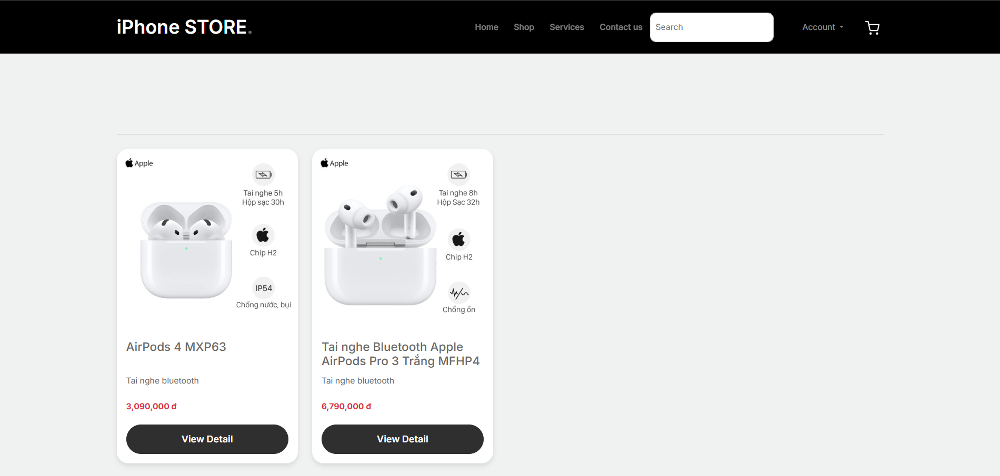 iPhone STORE.
Home Shop Services Contact us Search Account
Apple
Tai nghe 5h
Hộp sạc 30h
Chip H2
IP54
Chống nước, bụi
AirPods 4 MXP63
Tai nghe bluetooth
3,090,000 đ
View Detail
Apple
Tai nghe 8h
Hộp Sạc 32h
Chip H2
Chống ồn
Tai nghe Bluetooth Apple
AirPods Pro 3 Trắng MFHP4
Tai nghe bluetooth
6,790,000 đ
View Detail